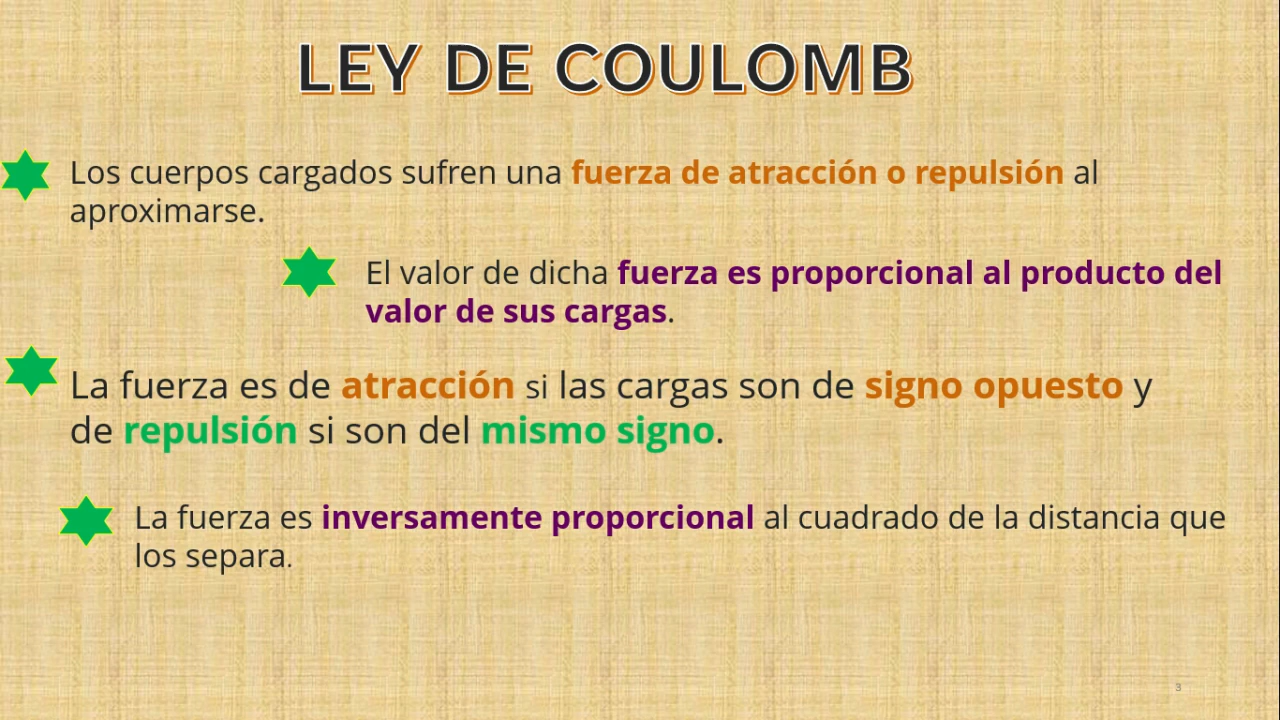 LEY DE COULOMB
Los cuerpos cargados sufren una fuerza de atracción o repulsión al
aproximarse.
El valor de dicha fuerza es proporcional al producto del
valor de sus cargas.
La fuerza es de atracción si las cargas son de signo opuesto y
de repulsión si son del mismo signo.
La fuerza es inversamente proporcional al cuadrado de la distancia que
los separa.
3